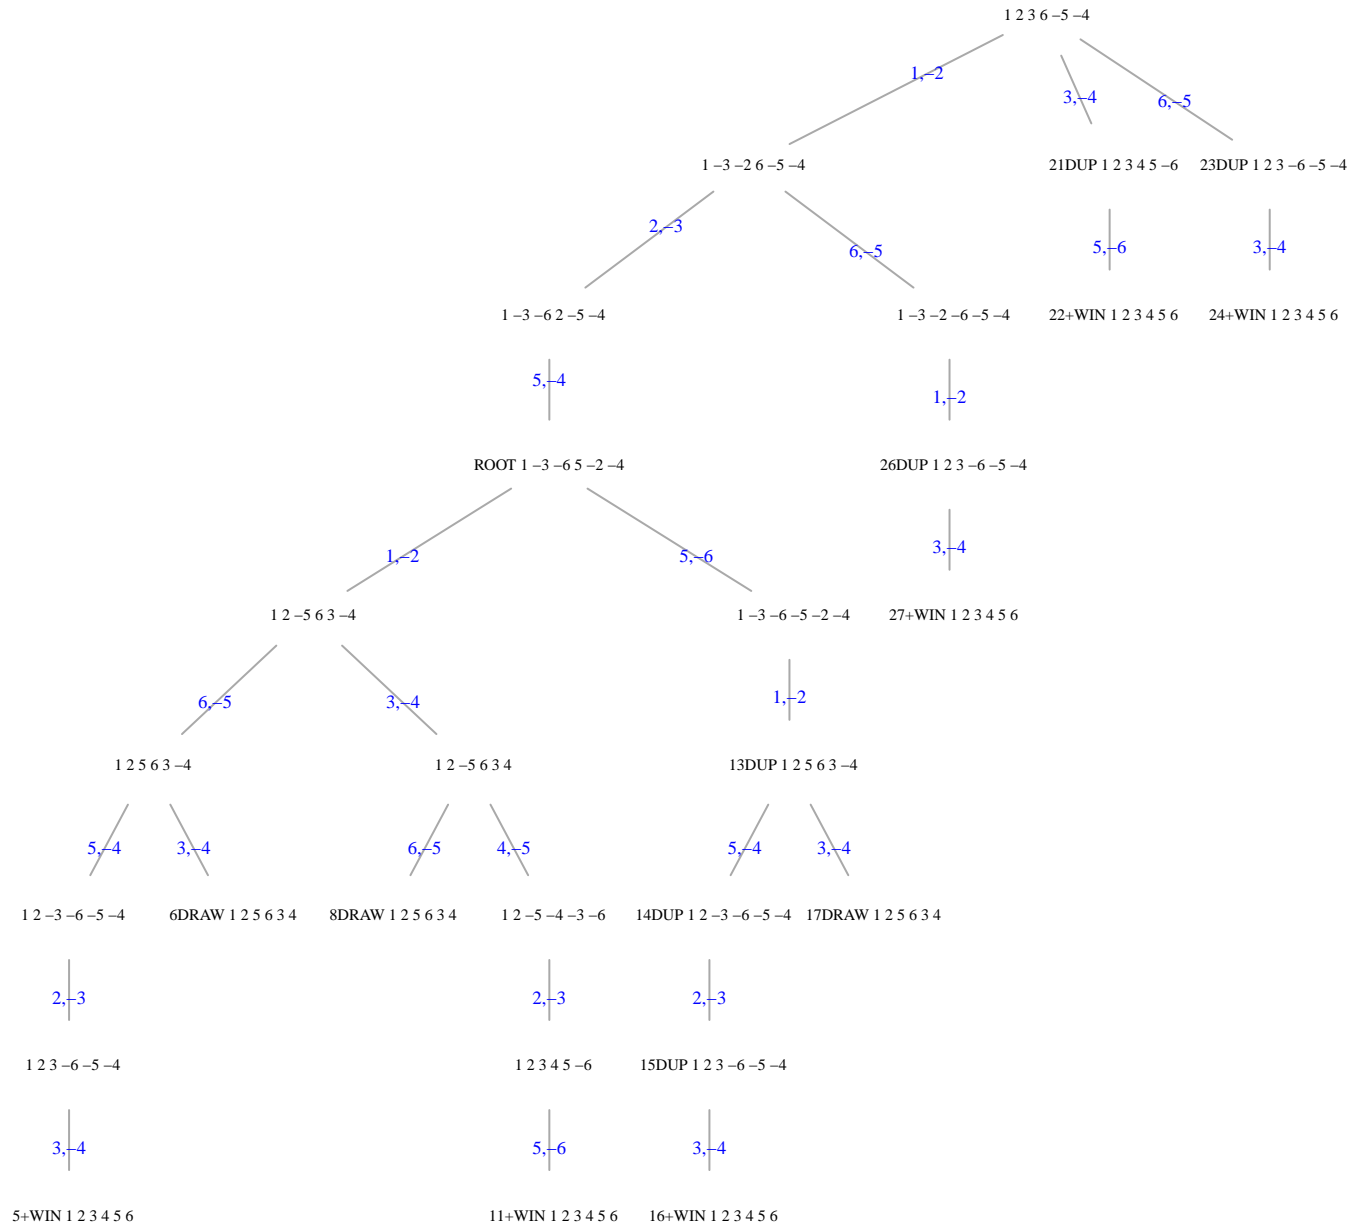 1 2 3 6 –5 –4
1,–2
3,–4
6,–5
1 –3 –2 6 –5 –4
21DUP 1 2 3 4 5 –6
23DUP 1 2 3 –6 –5 –4
2,–3
6,–5
5,–6
3,–4
1 –3 –6 2 –5 –4
1 –3 –2 –6 –5 –4
22+WIN 1 2 3 4 5 6
24+WIN 1 2 3 4 5 6
5,–4
1,–2
ROOT 1 –3 –6 5 –2 –4
26DUP 1 2 3 –6 –5 –4
1,–2
5,–6
3,–4
1 2 –5 6 3 –4
1 –3 –6 –5 –2 –4
27+WIN 1 2 3 4 5 6
6,–5
3,–4
1,–2
1 2 5 6 3 –4
1 2 –5 6 3 4
13DUP 1 2 5 6 3 –4
5,–4
3,–4
6,–5
4,–5
5,–4
3,–4
1 2 –3 –6 –5 –4
6DRAW 1 2 5 6 3 4
8DRAW 1 2 5 6 3 4
1 2 –5 –4 –3 –6
14DUP 1 2 –3 –6 –5 –4
17DRAW 1 2 5 6 3 4
2,–3
2,–3
2,–3
1 2 3 –6 –5 –4
1 2 3 4 5 –6
15DUP 1 2 3 –6 –5 –4
3,–4
5,–6
3,–4
5+WIN 1 2 3 4 5 6
11+WIN 1 2 3 4 5 6
16+WIN 1 2 3 4 5 6